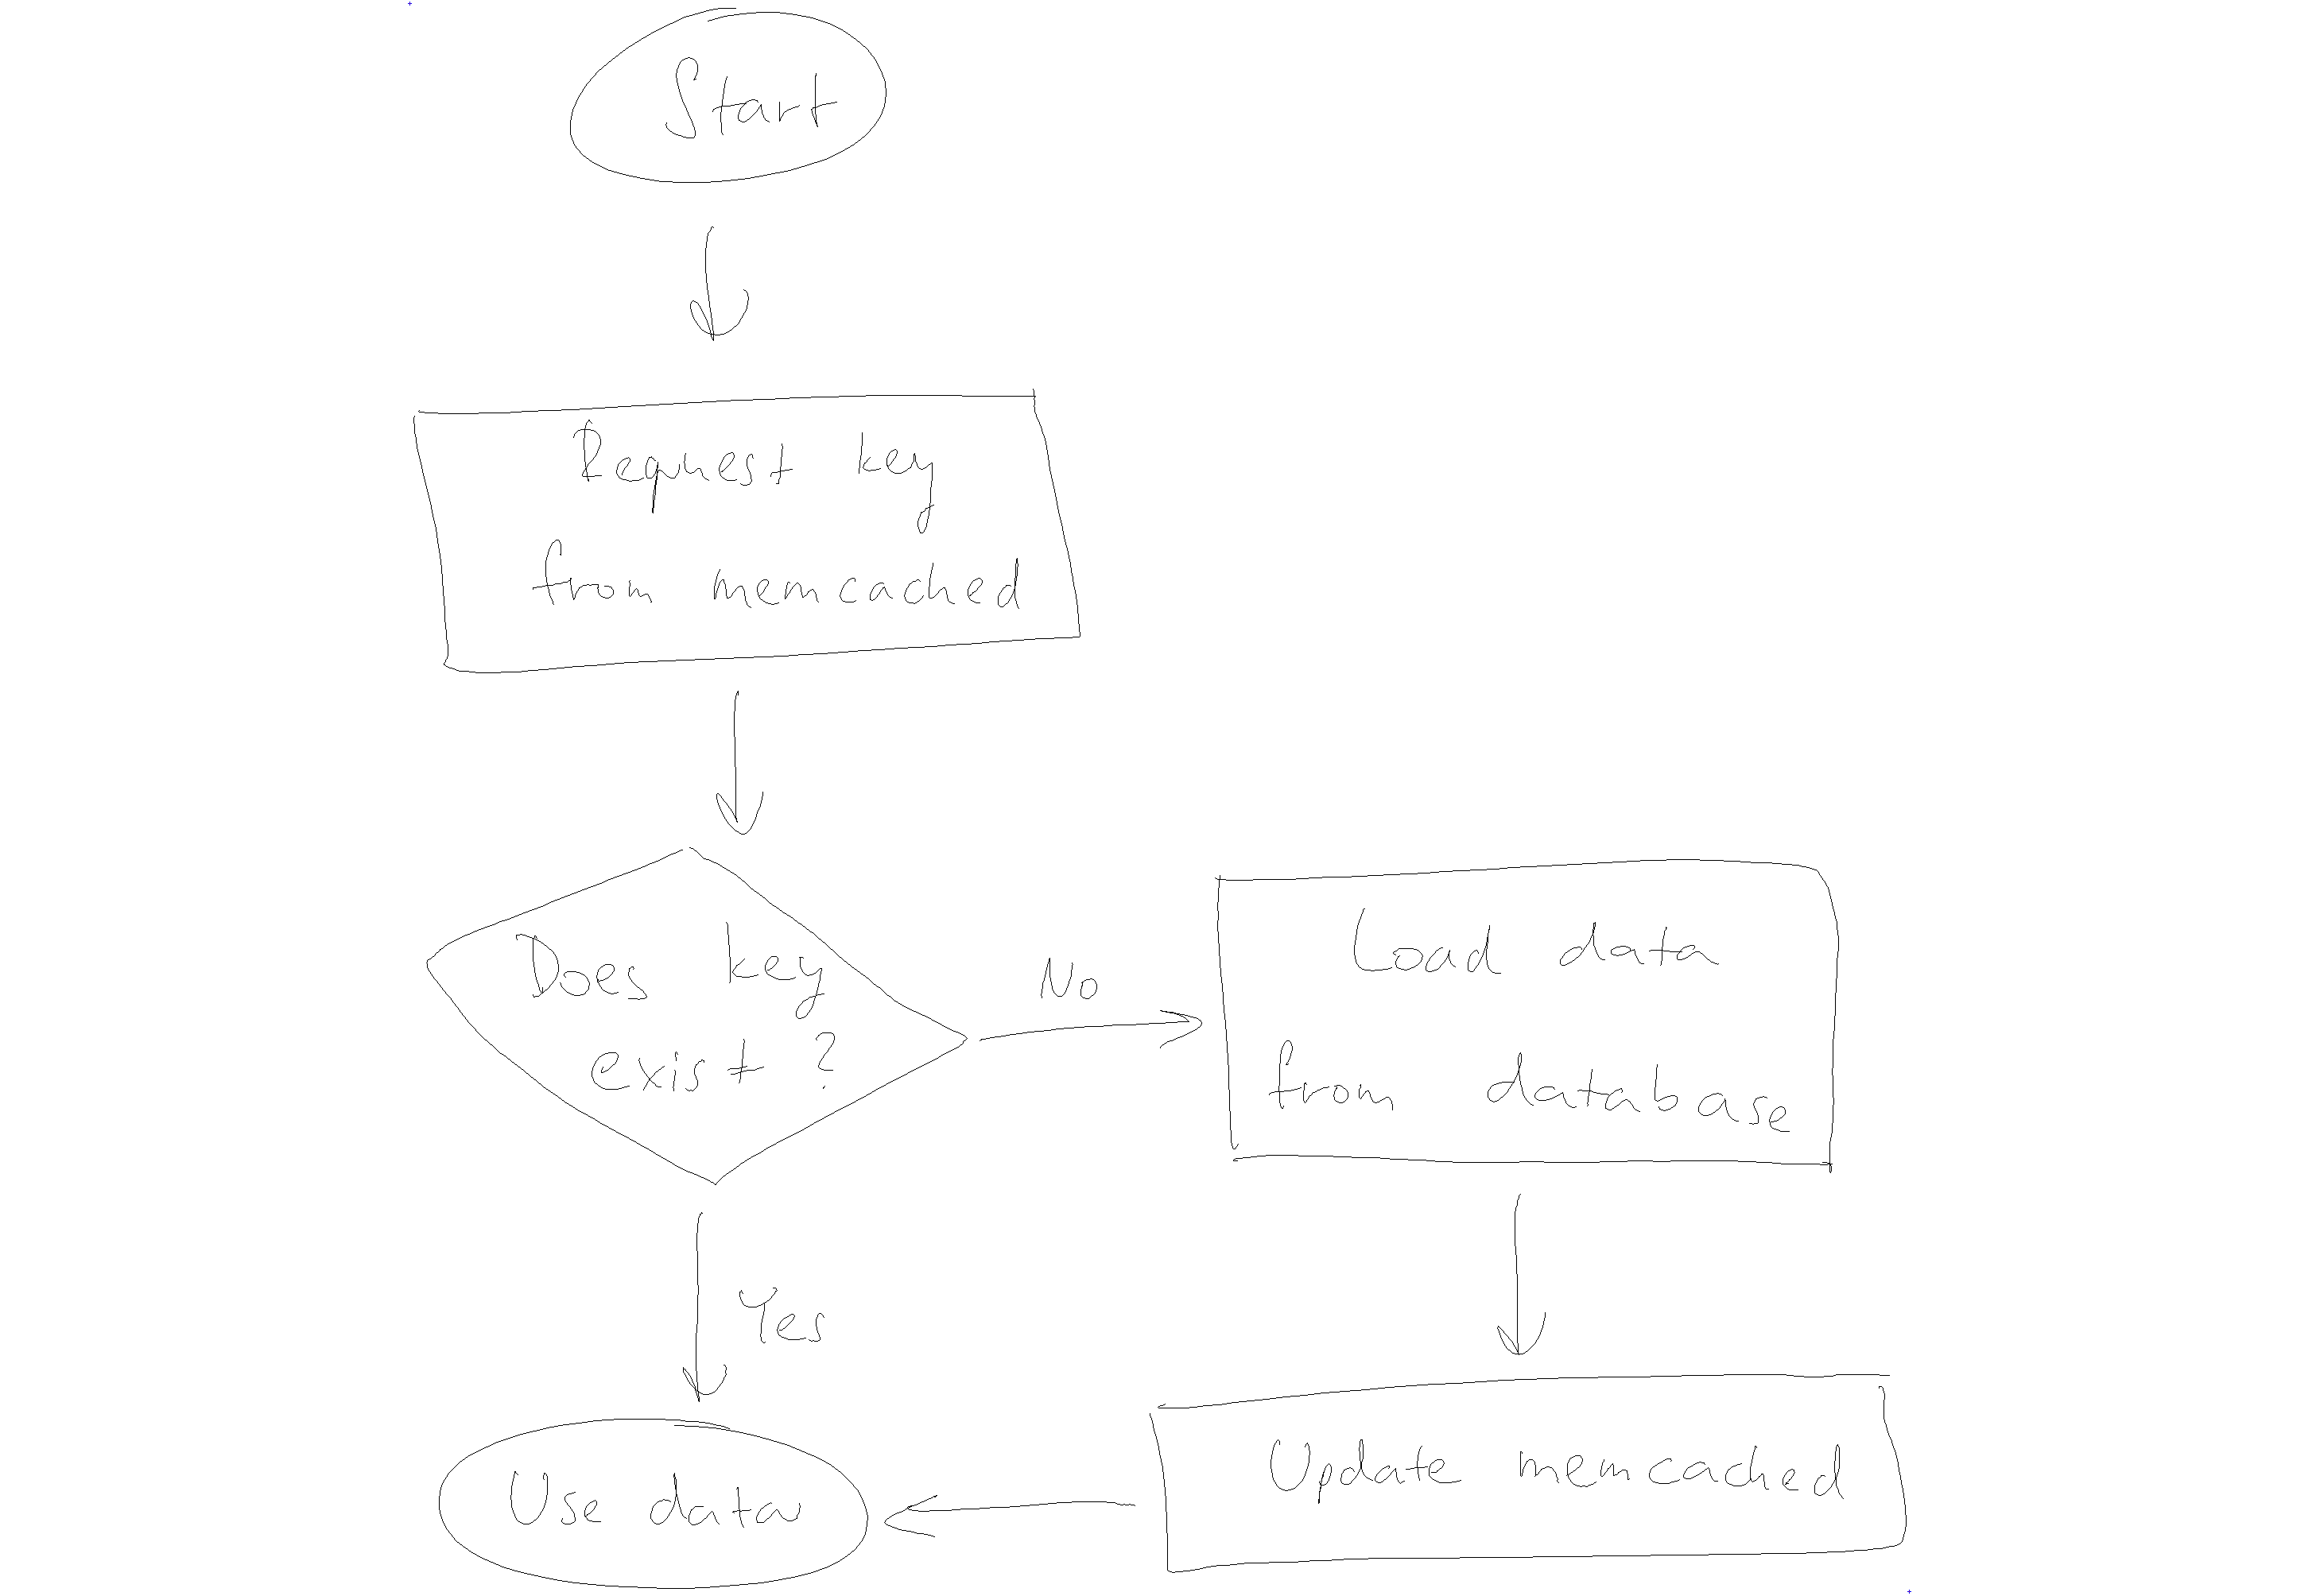 Start
Request key
from memcached
Does key
exist?
No
Load data
from database
Yes
Use data
Update memcached